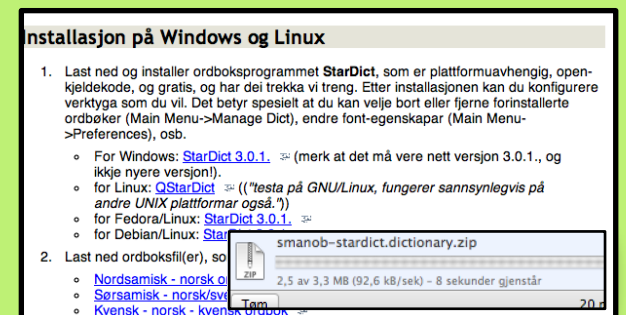 Installasjon på Windows og Linux
1. Last ned og installer ordboksprogrammet StarDict, som er plattformuavhengig, open-
kjeldekode, og gratis, og har dei trekka vi treng. Etter installasjonen kan du konfigurere
verktyga som du vil. Det betyr spesielt at du kan velje bort eller fjerne forinstallerte
ordbøker (Main Menu->Manage Dict), endre font-egenskapar (Main Menu-
>Preferences), osb.
For Windows: StarDict 3.0.1. (merk at det må vere nett versjon 3.0.1., og
ikkje nyere versjon!).
for Linux: QStarDict (("testa på GNU/Linux, fungerer sannsynlegvis på
andre UNIX plattformar også."))
for Fedora/Linux: StarDict 3.0.1.
for Debian/Linux:
2. Last ned ordboksfil(er),
Nordsamisk - norsk
Sørsamisk -
Kvensk - norsk - kvensk ordbok
smanob-stardict.dictionary.zip
ZIP
2,5 av 3,3 MB (92,6 kB/sek) – 8 sekunder gjenstår
Tøm
20